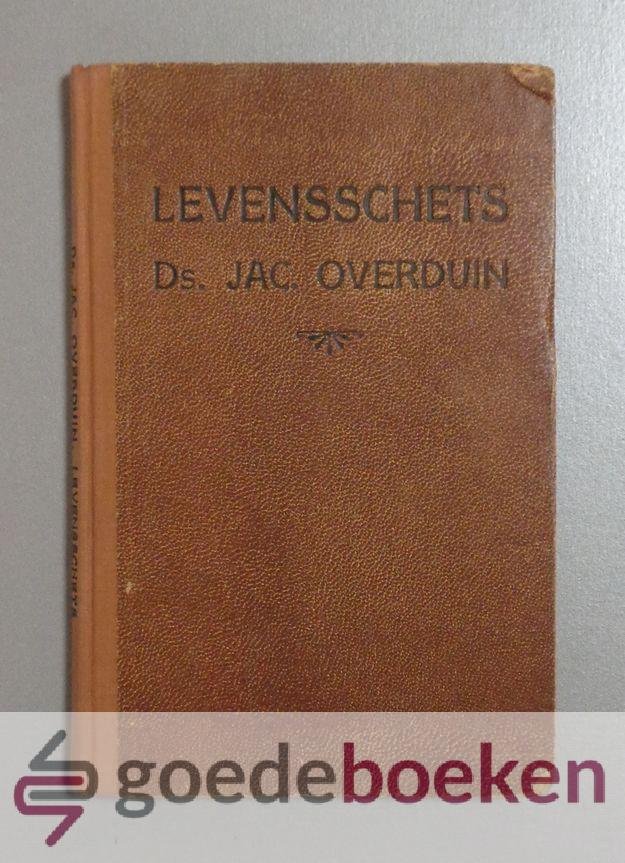 LEVENSSCHETS
Ds. JAC. OVERDUIN
Ds. JAC. OVERDUIN LEVENSSCHETS
goedeboeken